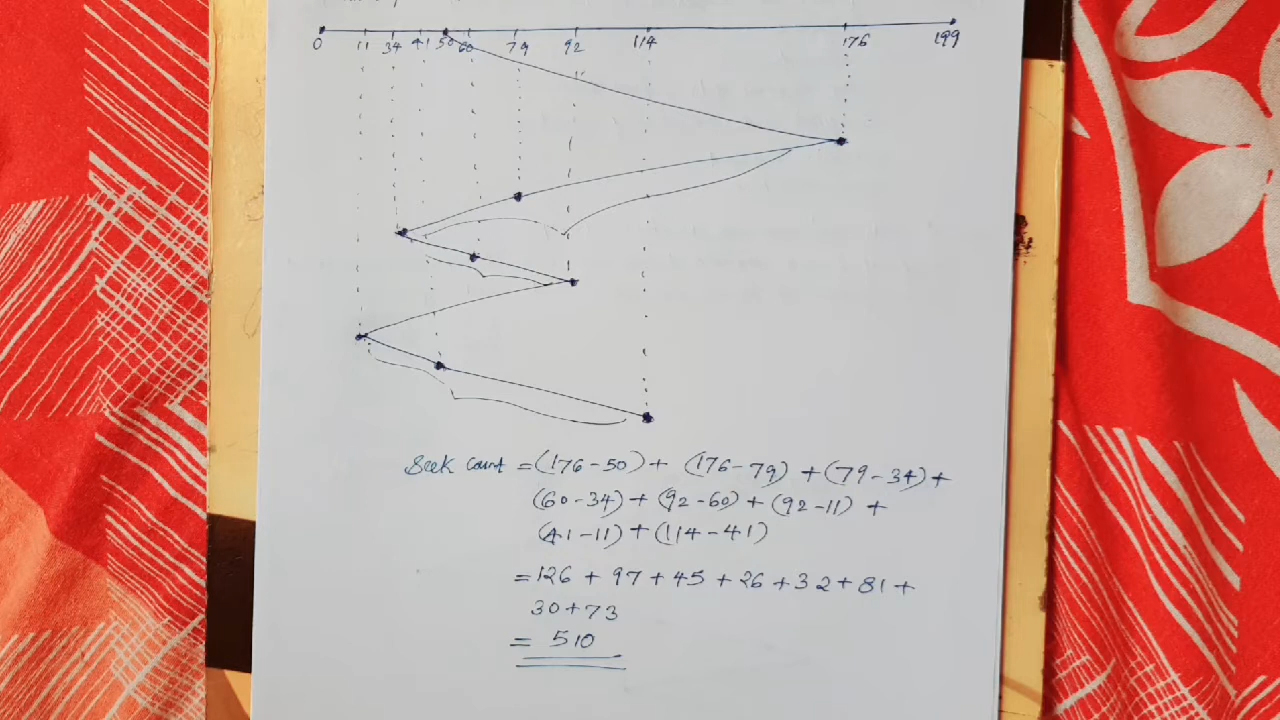 0 11 34 41 50 60 79 92 114 176 199
Seek Count = (176-50) + (176-79) + (79-34) +
(60-34) + (92-60) + (92-11) +
(41-11) + (114-41)
= 126 + 97 + 45 + 26 + 32 + 81 +
30 + 73
= 510